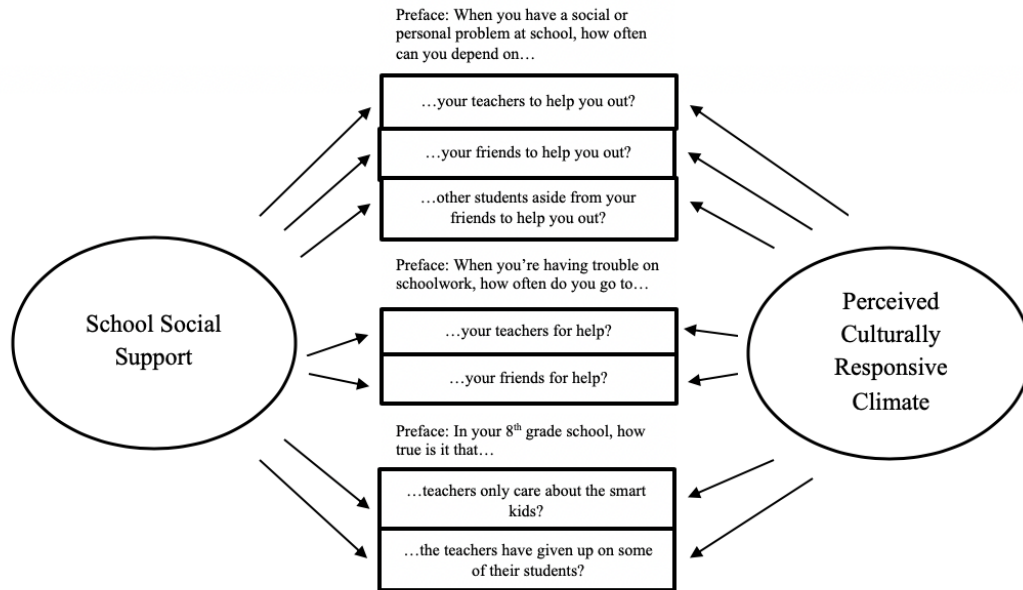 Preface: When you have a social or
personal problem at school, how often
can you depend on…
…your teachers to help you out?
…your friends to help you out?
…other students aside from your
friends to help you out?
Preface: When you’re having trouble on
schoolwork, how often do you go to…
…your teachers for help?
…your friends for help?
Preface: In your 8th grade school, how
true is it that…
…teachers only care about the smart
kids?
…the teachers have given up on some
of their students?
School Social
Support
Perceived
Culturally
Responsive
Climate